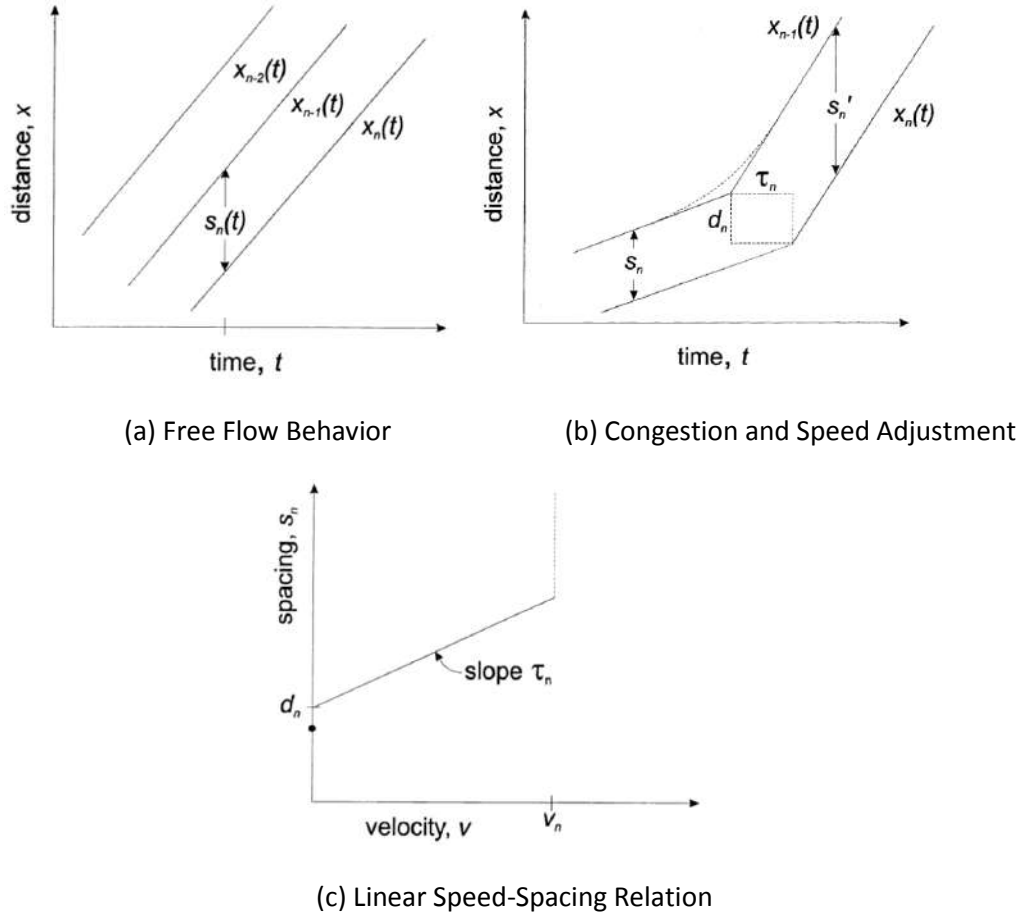 distance, x
x_{n-2}(t)
x_{n-1}(t)
x_n(t)
s_n(t)
time, t
distance, x
x_{n-1}(t)
s_n'
x_n(t)
τ_n
d_n
s_n
time, t
(a) Free Flow Behavior
(b) Congestion and Speed Adjustment
spacing, s_n
slope τ_n
d_n
velocity, v
v_n
(c) Linear Speed-Spacing Relation